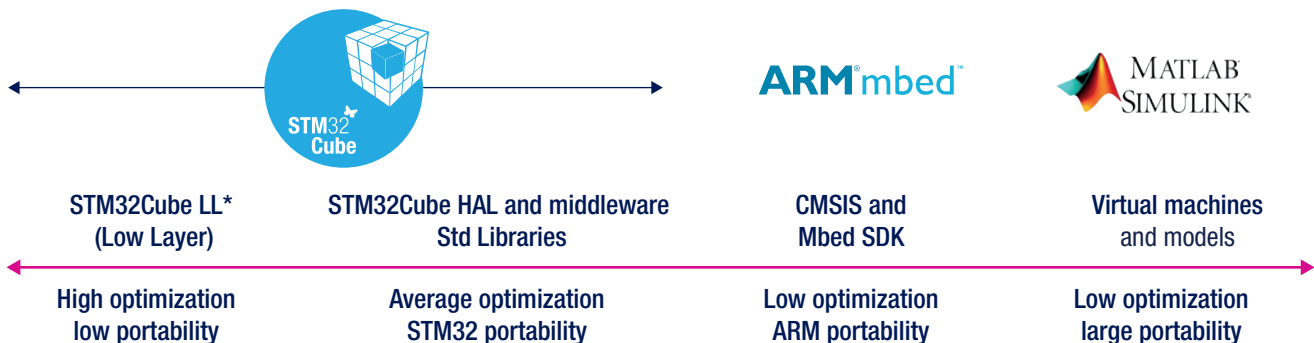 STM32
Cube
ARM®mbed™
MATLAB
SIMULINK®
STM32Cube LL*
(Low Layer)
STM32Cube HAL and middleware
Std Libraries
CMSIS and
Mbed SDK
Virtual machines
and models
High optimization
low portability
Average optimization
STM32 portability
Low optimization
ARM portability
Low optimization
large portability